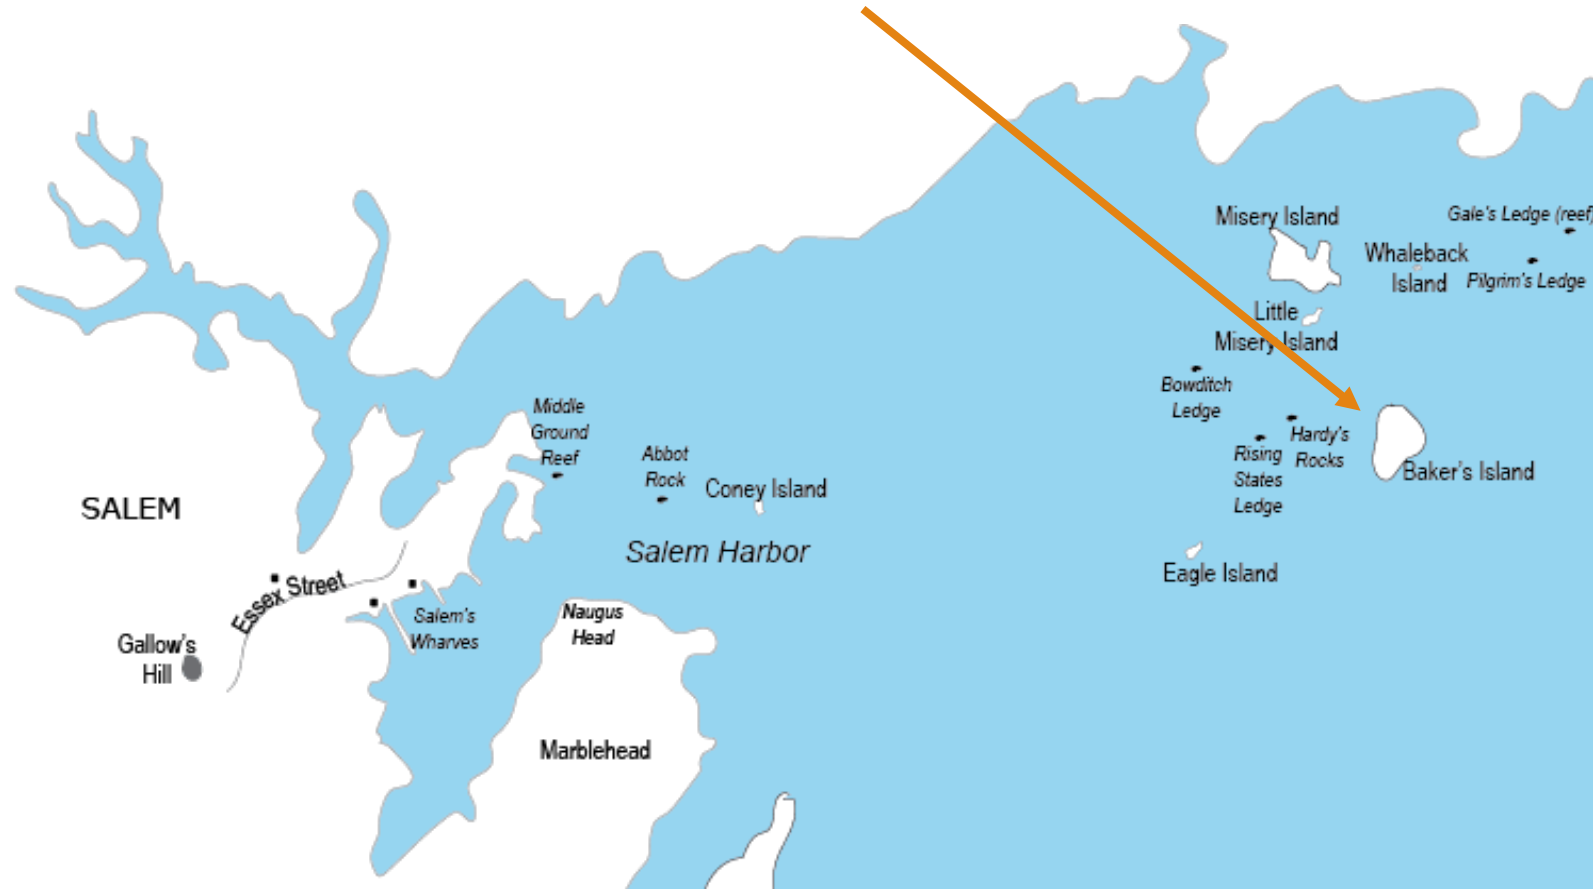 Misery Island
Gale's Ledge (reef)
Whaleback
Island
Pilgrim's Ledge
Little
Misery Island
Bowditch
Ledge
Hardy's
Rocks
Rising
States
Ledge
Baker's Island
Middle
Ground
Reef
Abbot
Rock
Coney Island
SALEM
Salem Harbor
Eagle Island
Essex Street
Salem's
Wharves
Naugus
Head
Gallow's
Hill
Marblehead